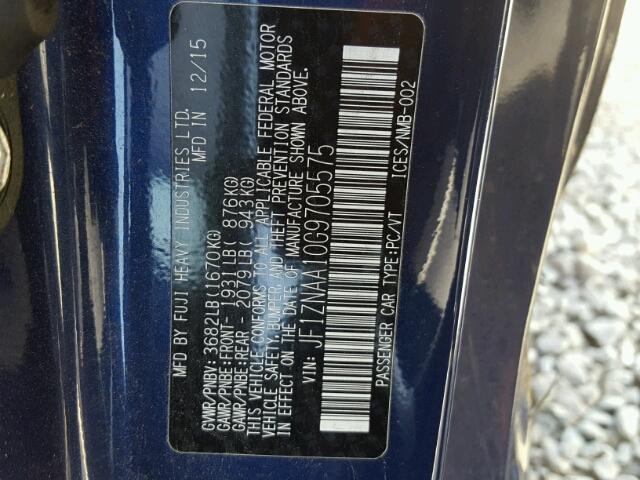 MFD BY FUJI HEAVY INDUSTRIES LTD. MADE IN 12/15
GVWR/PNBV:3682LB(1670KG)
GAWR/PNBE:FRONT 1931LB( 876KG)
GAWR/PNBE:REAR 2079LB( 943KG)
THIS VEHICLE CONFORMS TO ALL APPLICABLE FEDERAL MOTOR
VEHICLE SAFETY,BUMPER,AND THEFT PREVENTION STANDARDS
IN EFFECT ON THE DATE OF MANUFACTURE SHOWN ABOVE.
VIN: JF1ZNAA10G9705575
PASSENGER CAR TYPE:PC/VT ICES/NMB-002